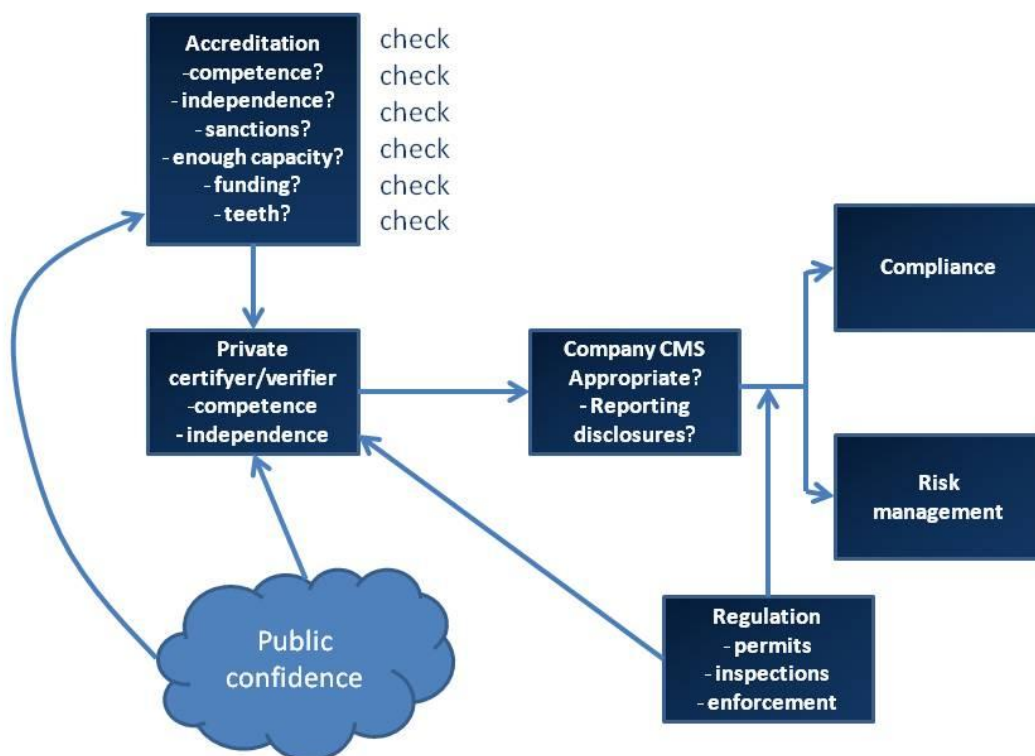 Accreditation
-competence?
- independence?
- sanctions?
- enough capacity?
- funding?
- teeth?
check
check
check
check
check
check
Private
certifyer/verifier
-competence
- independence
Company CMS
Appropriate?
- Reporting
disclosures?
Compliance
Risk
management
Regulation
- permits
- inspections
- enforcement
Public
confidence